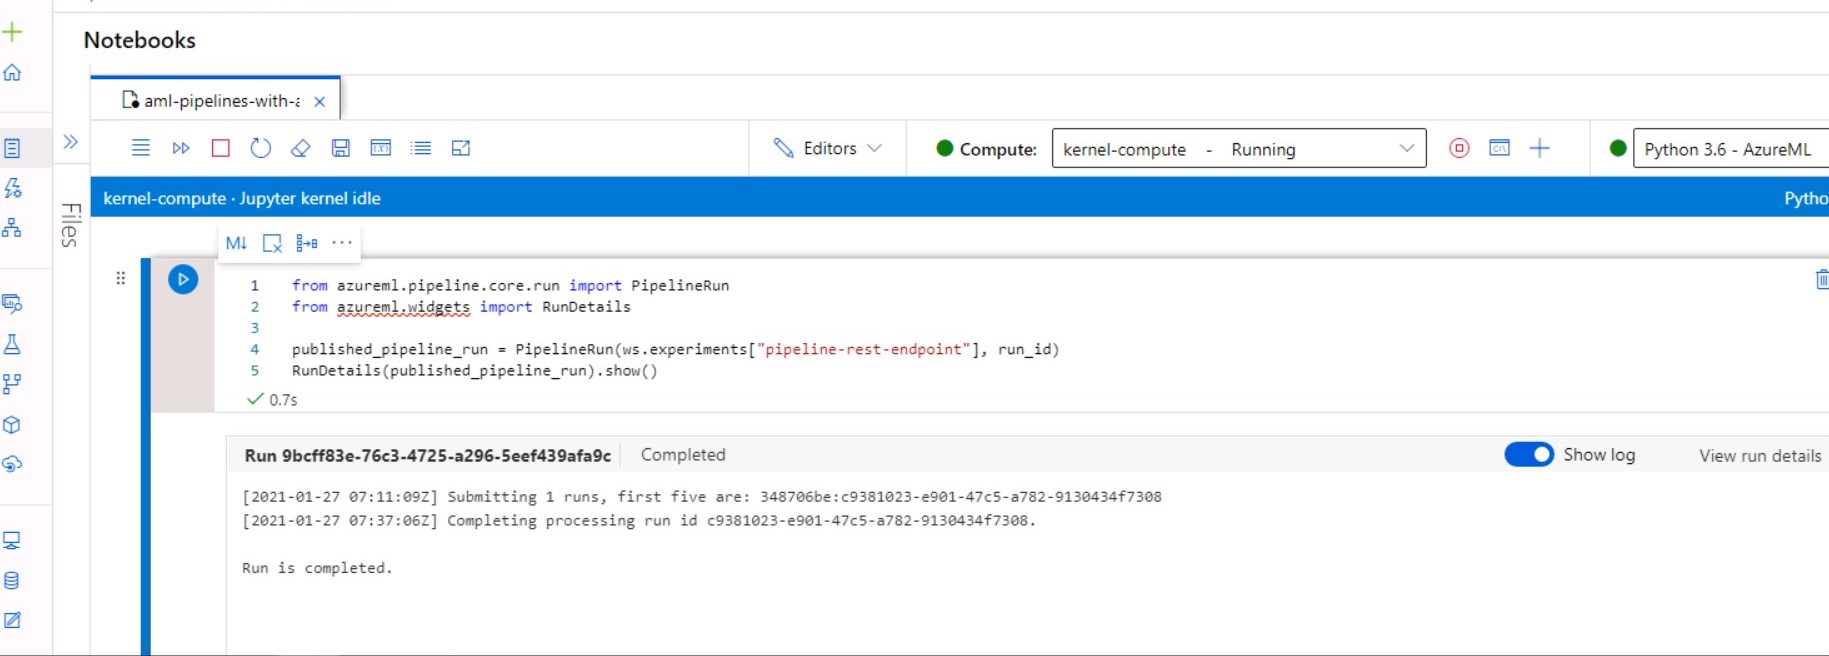 Notebooks
aml-pipelines-with-a
Editors
Compute: kernel-compute - Running
Python 3.6 - AzureML
kernel-compute · Jupyter kernel idle
Pytho
Files
M↓
1 from azureml.pipeline.core.run import PipelineRun
2 from azureml.widgets import RunDetails
3
4 published_pipeline_run = PipelineRun(ws.experiments["pipeline-rest-endpoint"], run_id)
5 RunDetails(published_pipeline_run).show()
0.7s
Run 9bcff83e-76c3-4725-a296-5eef439afa9c Completed
Show log
View run details
[2021-01-27 07:11:09Z] Submitting 1 runs, first five are: 348706be:c9381023-e901-47c5-a782-9130434f7308
[2021-01-27 07:37:06Z] Completing processing run id c9381023-e901-47c5-a782-9130434f7308.
Run is completed.